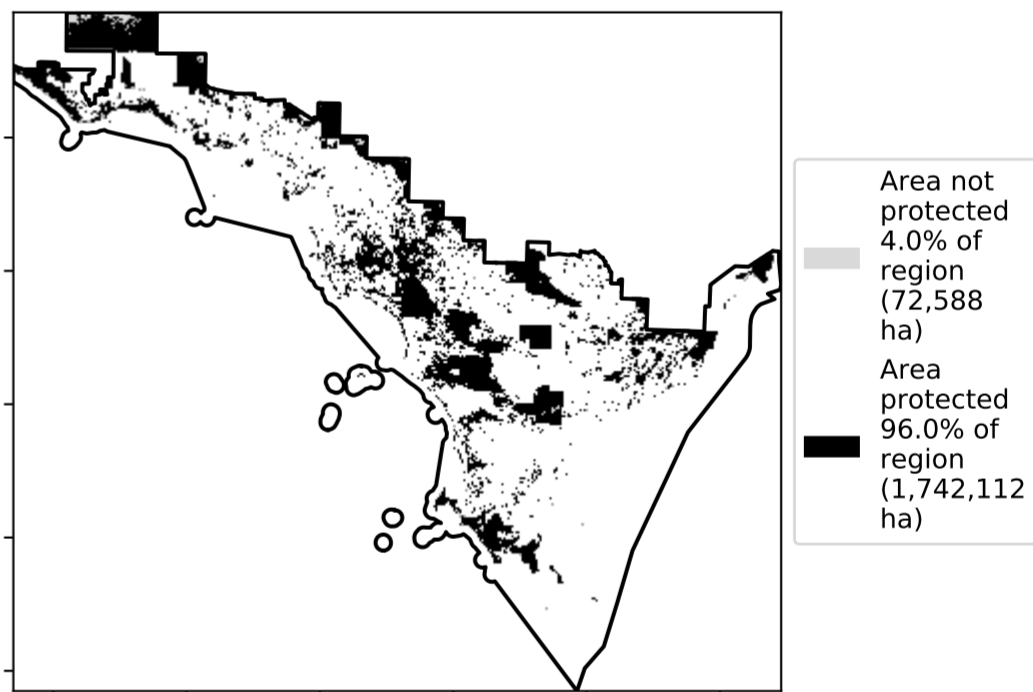 Area not
protected
4.0% of
region
(72,588
ha)
Area
protected
96.0% of
region
(1,742,112
ha)